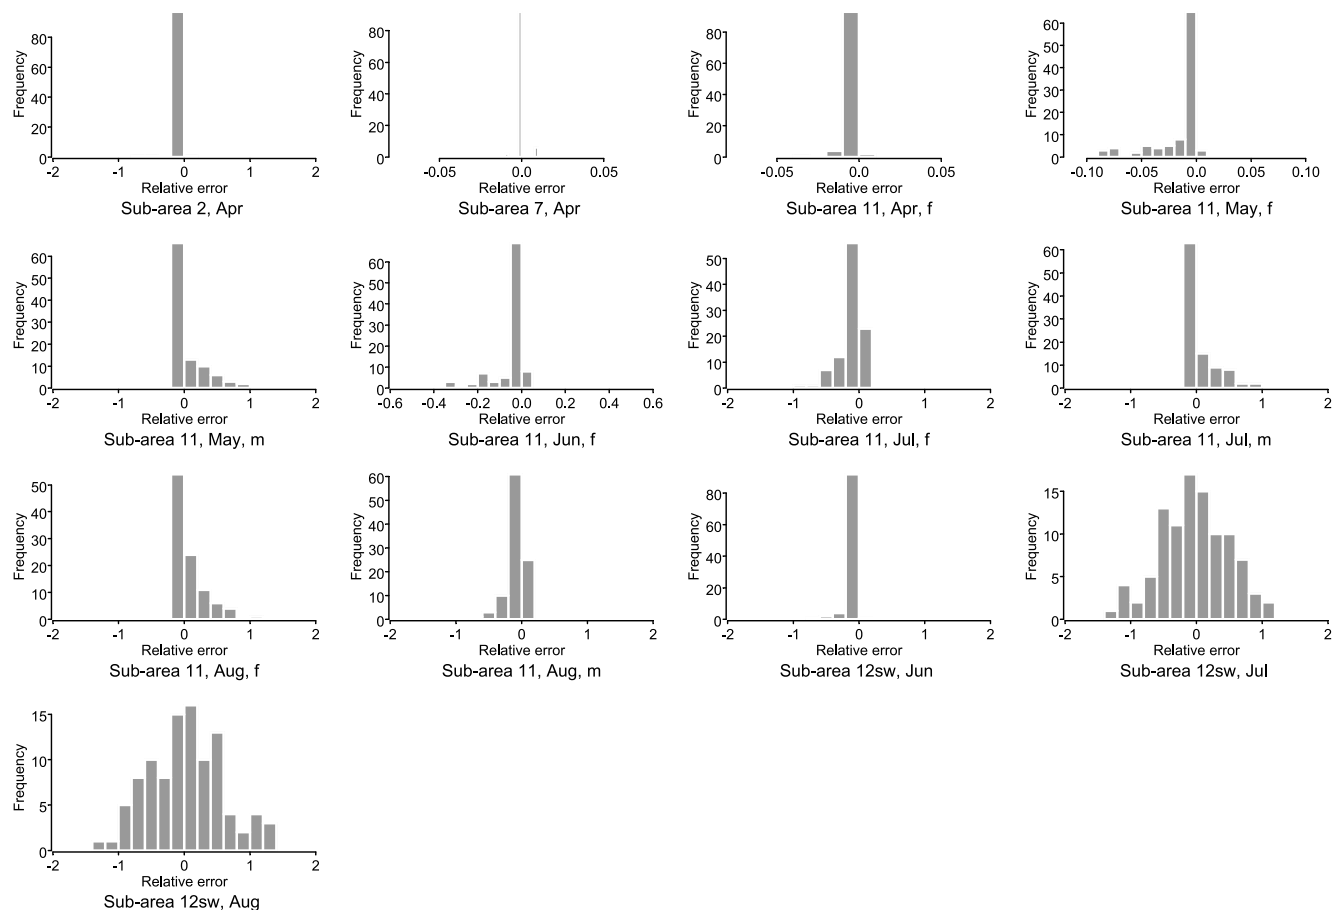 Frequency
80
60
40
20
0
-2 -1 0 1 2
Relative error
Sub-area 2, Apr
Frequency
80
60
40
20
0
-0.05 0.0 0.05
Relative error
Sub-area 7, Apr
Frequency
80
60
40
20
0
-0.05 0.0 0.05
Relative error
Sub-area 11, Apr, f
Frequency
60
50
40
30
20
10
0
-0.10 -0.05 0.0 0.05 0.10
Relative error
Sub-area 11, May, f
Frequency
60
50
40
30
20
10
0
-2 -1 0 1 2
Relative error
Sub-area 11, May, m
Frequency
60
50
40
30
20
10
0
-0.6 -0.4 -0.2 0.0 0.2 0.4 0.6
Relative error
Sub-area 11, Jun, f
Frequency
50
40
30
20
10
0
-2 -1 0 1 2
Relative error
Sub-area 11, Jul, f
Frequency
60
50
40
30
20
10
0
-2 -1 0 1 2
Relative error
Sub-area 11, Jul, m
Frequency
50
40
30
20
10
0
-2 -1 0 1 2
Relative error
Sub-area 11, Aug, f
Frequency
60
50
40
30
20
10
0
-2 -1 0 1 2
Relative error
Sub-area 11, Aug, m
Frequency
80
60
40
20
0
-2 -1 0 1 2
Relative error
Sub-area 12sw, Jun
Frequency
15
10
5
0
-2 -1 0 1 2
Relative error
Sub-area 12sw, Jul
Frequency
15
10
5
0
-2 -1 0 1 2
Relative error
Sub-area 12sw, Aug